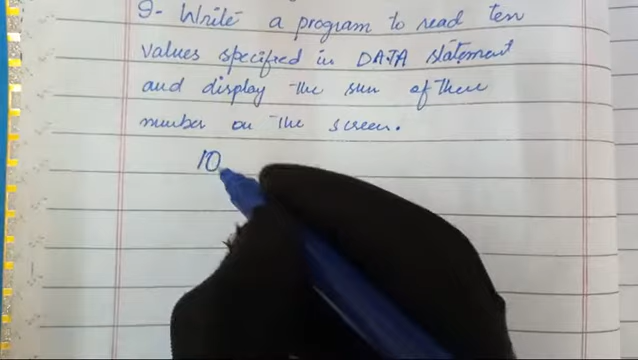 9- Write a program to read ten
values specified in DATA statement
and display the sum of these
number on the screen.
10